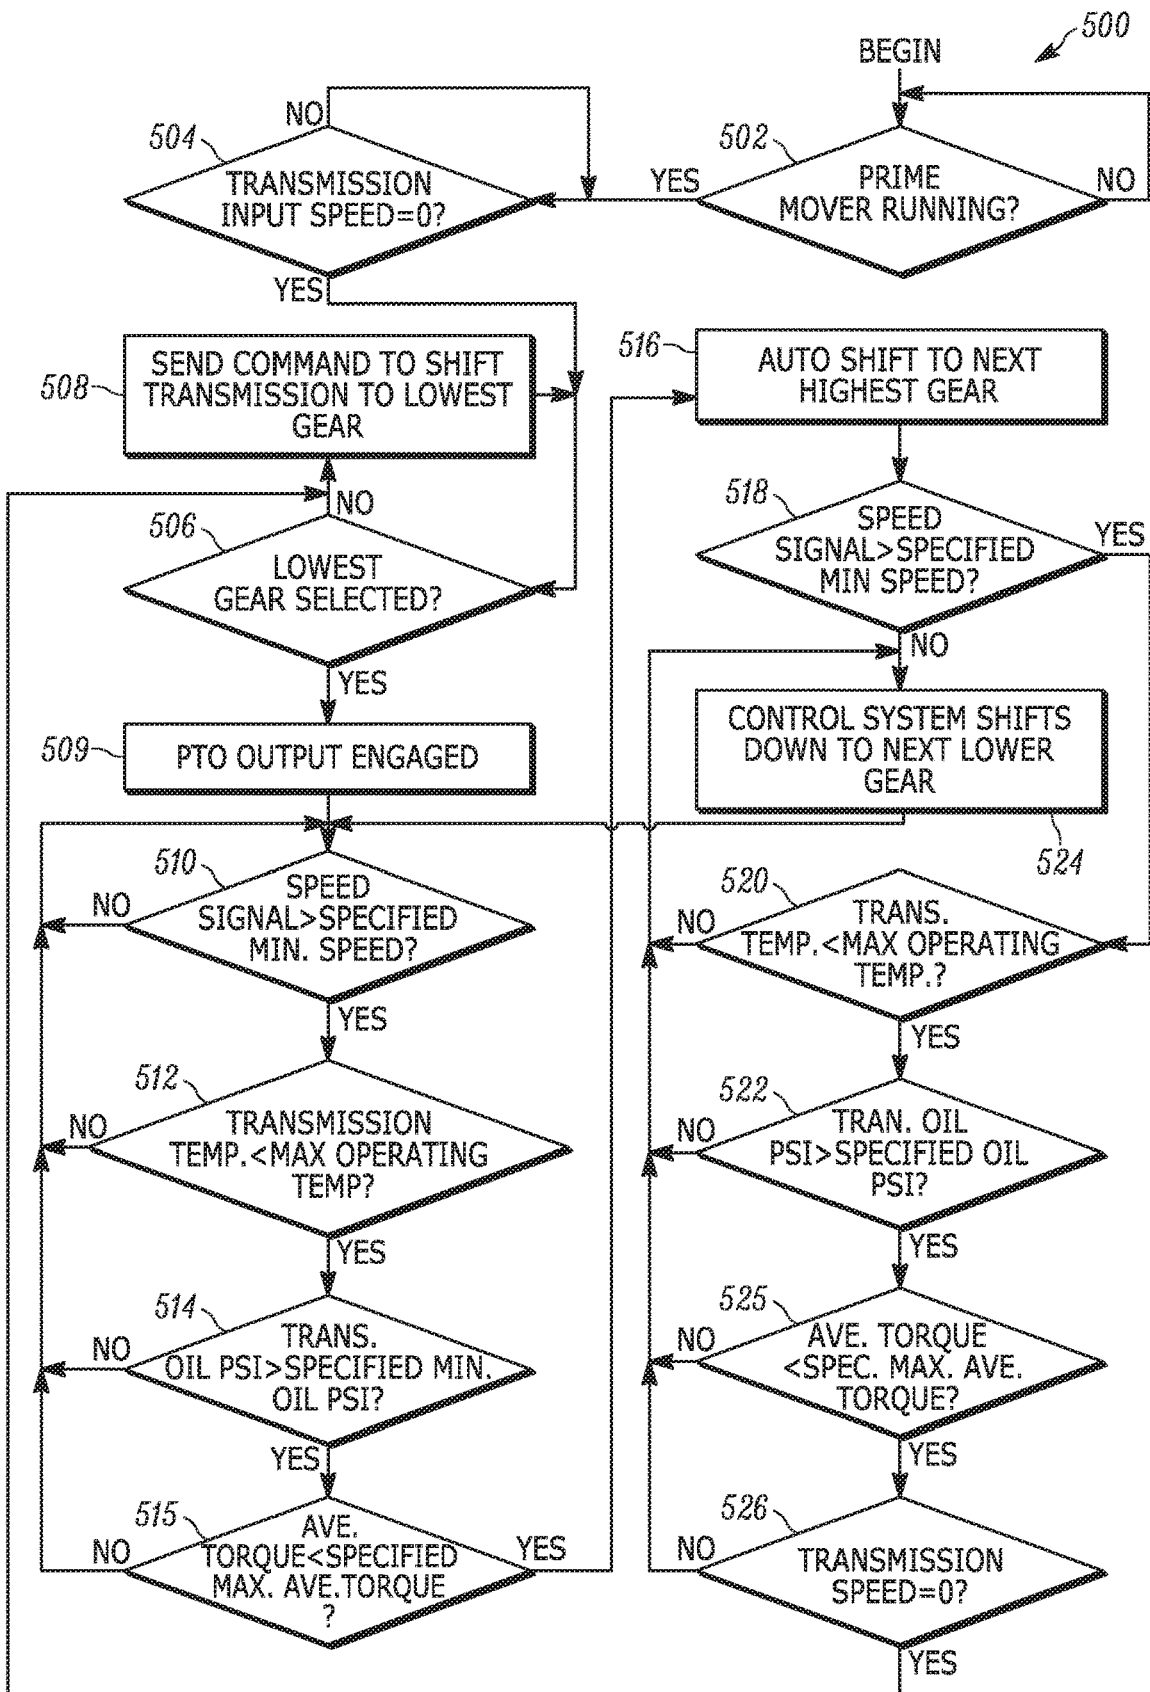 500
BEGIN
502
PRIME
MOVER RUNNING?
NO
YES
504
NO
TRANSMISSION
INPUT SPEED=0?
YES
508
SEND COMMAND TO SHIFT
TRANSMISSION TO LOWEST
GEAR
NO
506
LOWEST
GEAR SELECTED?
YES
509
PTO OUTPUT ENGAGED
510
SPEED
SIGNAL>SPECIFIED
MIN. SPEED?
NO
YES
512
TRANSMISSION
TEMP.<MAX OPERATING
TEMP?
NO
YES
514
TRANS.
OIL PSI>SPECIFIED MIN.
OIL PSI?
NO
YES
515
AVE.
TORQUE<SPECIFIED
MAX. AVE.TORQUE
?
NO
YES
516
AUTO SHIFT TO NEXT
HIGHEST GEAR
518
SPEED
SIGNAL>SPECIFIED
MIN SPEED?
YES
NO
CONTROL SYSTEM SHIFTS
DOWN TO NEXT LOWER
GEAR
524
520
TRANS.
TEMP.<MAX OPERATING
TEMP.?
NO
YES
522
TRAN. OIL
PSI>SPECIFIED OIL
PSI?
NO
YES
525
AVE. TORQUE
<SPEC. MAX. AVE.
TORQUE?
NO
YES
526
TRANSMISSION
SPEED=0?
NO
YES